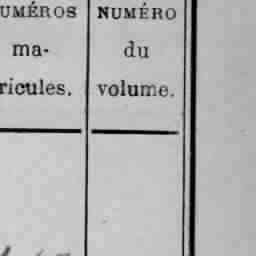 UMÉROS
ma-
ricules.
NUMÉRO
du
volume.